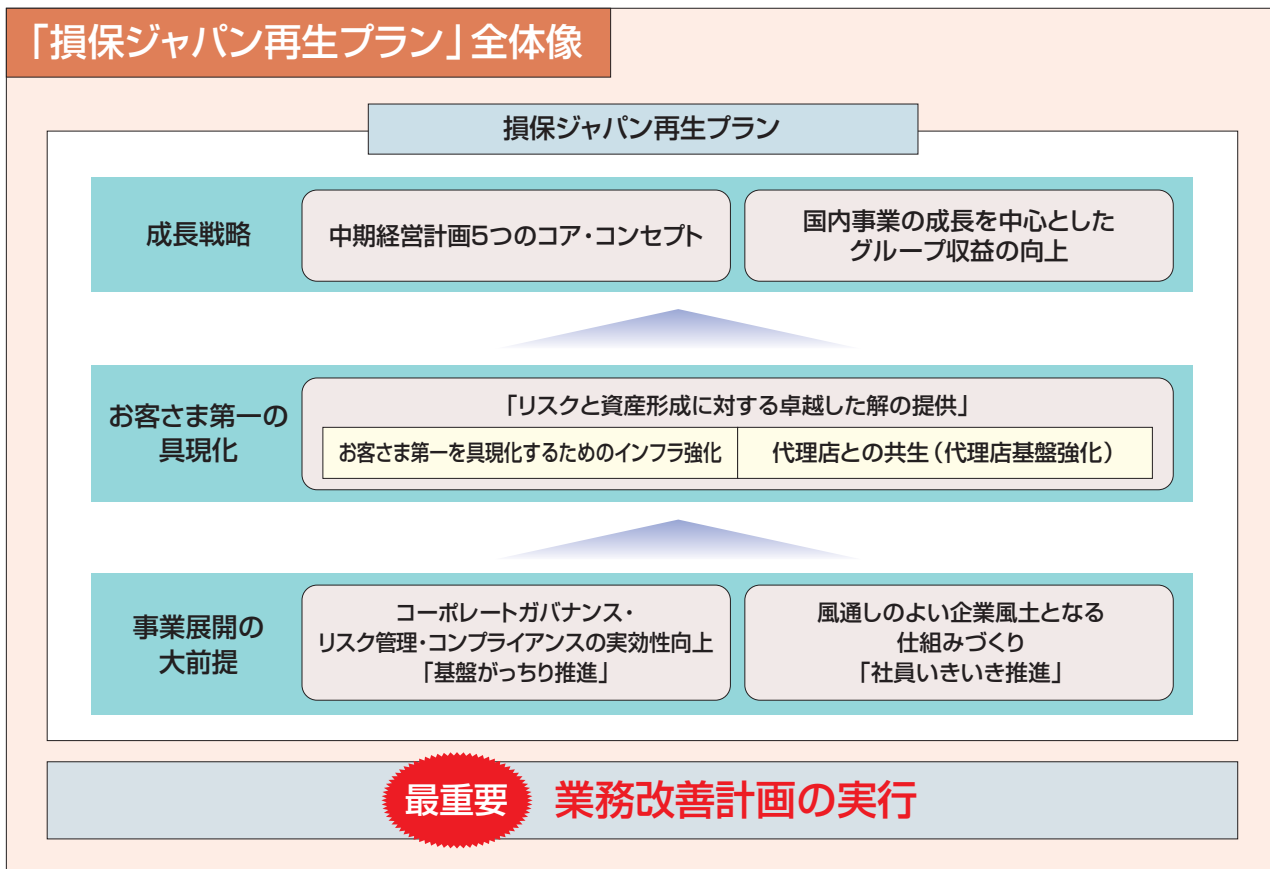 「損保ジャパン再生プラン」全体像
損保ジャパン再生プラン
成長戦略
中期経営計画5つのコア・コンセプト
国内事業の成長を中心とした
グループ収益の向上
お客さま第一の
具現化
「リスクと資産形成に対する卓越した解の提供」
お客さま第一を具現化するためのインフラ強化
代理店との共生（代理店基盤強化）
事業展開の
大前提
コーポレートガバナンス・
リスク管理・コンプライアンスの実効性向上
「基盤がっちり推進」
風通しのよい企業風土となる
仕組みづくり
「社員いきいき推進」
最重要 業務改善計画の実行